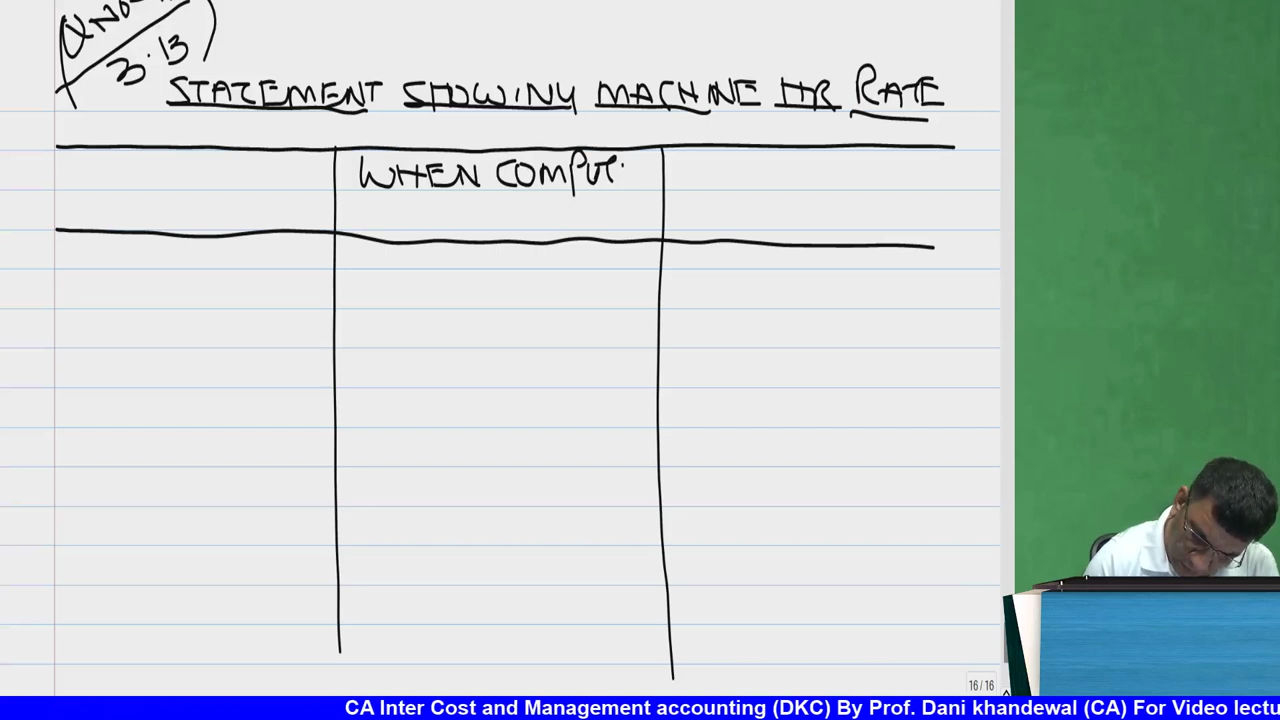 QNO-
3.13
STATEMENT SHOWING MACHINE HR RATE
WHEN COMPUT
16/16
CA Inter Cost and Management accounting (DKC) By Prof. Dani khandewal (CA) For Video lectu